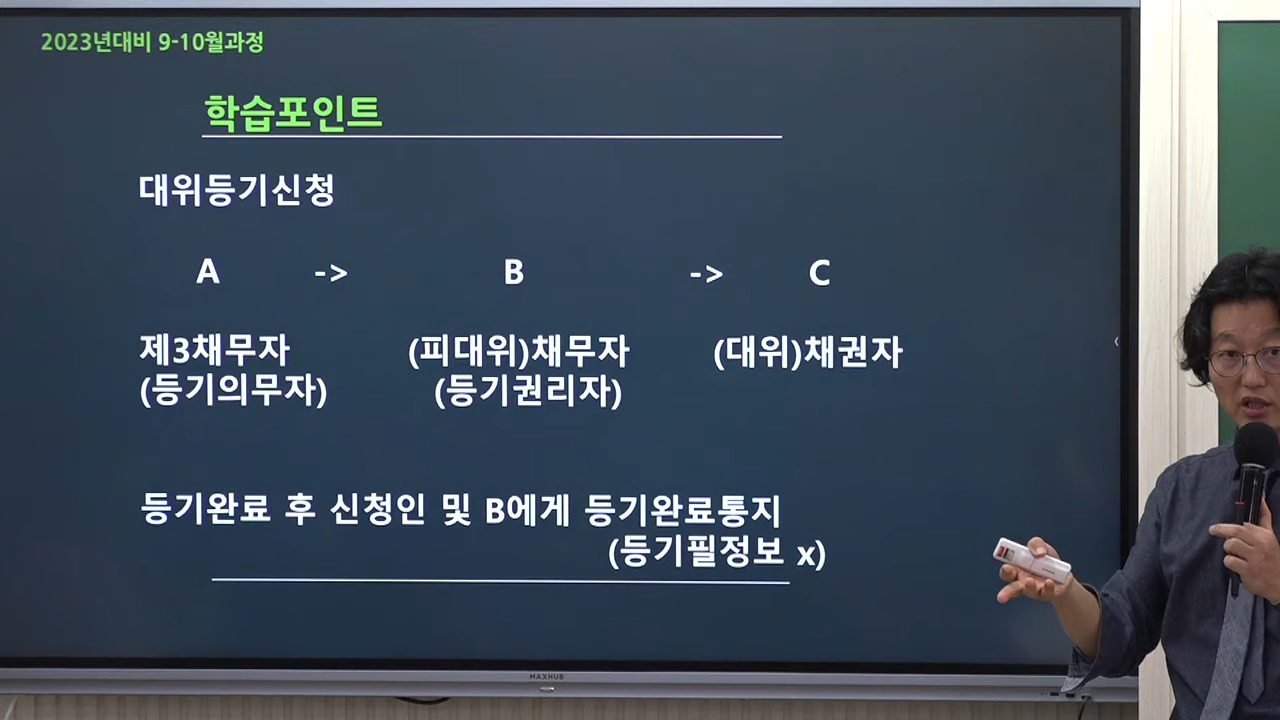 2023년대비 9-10월과정
학습포인트
대위등기신청
A -> B -> C
제3채무자 (피대위)채무자 (대위)채권자
(등기의무자) (등기권리자)
등기완료 후 신청인 및 B에게 등기완료통지
(등기필정보 x)
MAXHUB